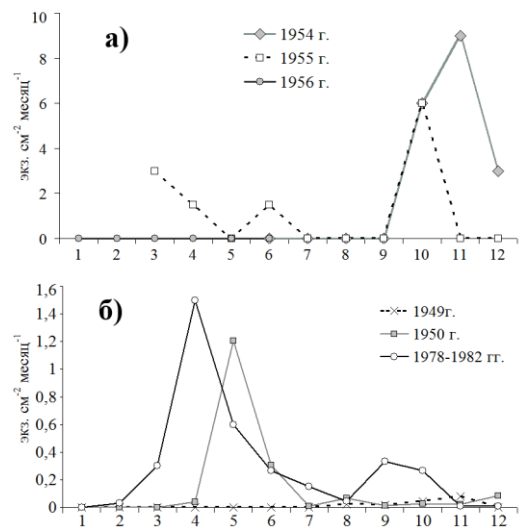 а)
1954 г.
1955 г.
1956 г.
экз. см⁻² месяц⁻¹
10
8
6
4
2
0
1 2 3 4 5 6 7 8 9 10 11 12
б)
1949г.
1950 г.
1978-1982 гг.
экз. см⁻² месяц⁻¹
1,6
1,4
1,2
1
0,8
0,6
0,4
0,2
0
1 2 3 4 5 6 7 8 9 10 11 12